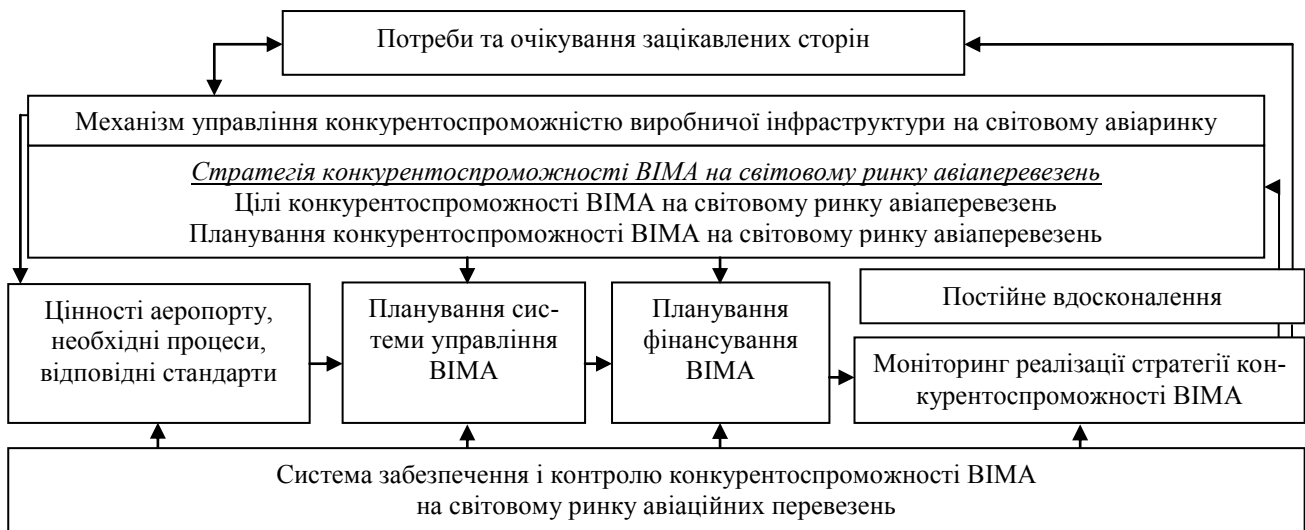 Потреби та очікування зацікавлених сторін
Механізм управління конкурентоспроможністю виробничої інфраструктури на світовому авіаринку
Стратегія конкурентоспроможності ВІМА на світовому ринку авіаперевезень
Цілі конкурентоспроможності ВІМА на світовому ринку авіаперевезень
Планування конкурентоспроможності ВІМА на світовому ринку авіаперевезень
Цінності аеропорту,
необхідні процеси,
відповідні стандарти
Планування сис-
теми управління
ВІМА
Планування
фінансування
ВІМА
Постійне вдосконалення
Моніторинг реалізації стратегії кон-
курентоспроможності ВІМА
Система забезпечення і контролю конкурентоспроможності ВІМА
на світовому ринку авіаційних перевезень